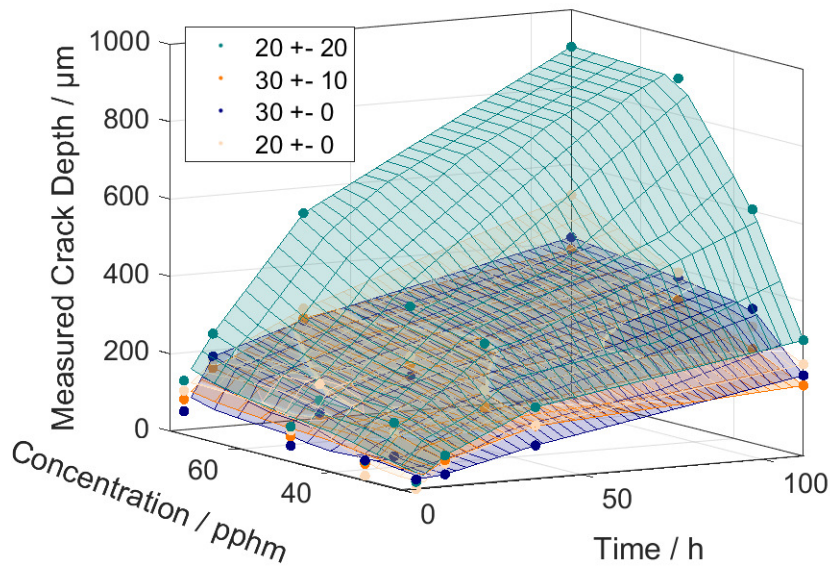 1000
800
600
400
200
0
Measured Crack Depth / μm
20 +- 20
30 +- 10
30 +- 0
20 +- 0
60
40
Concentration / pphm
0
50
100
Time / h